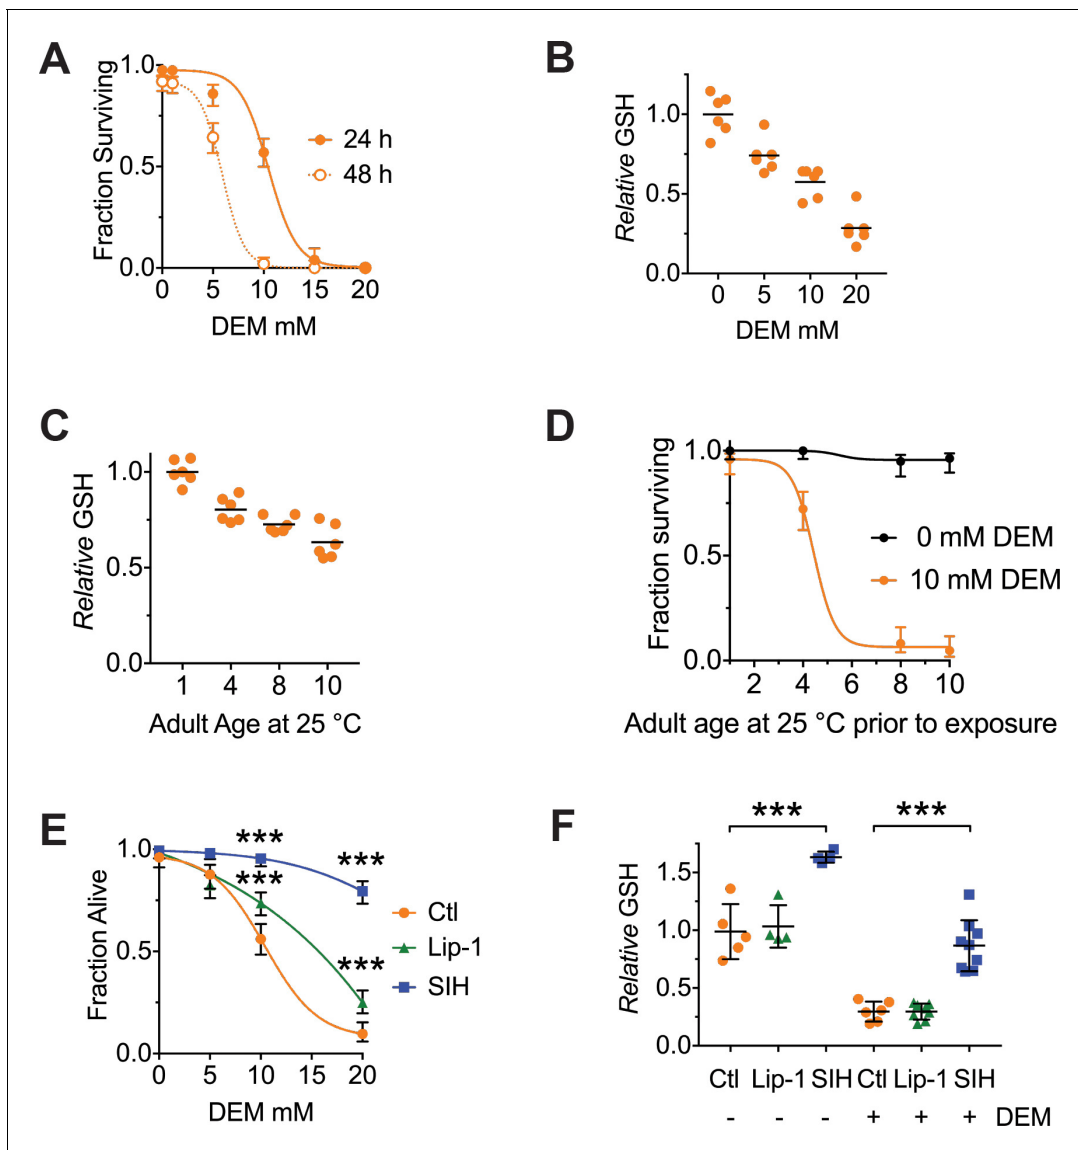 A
Fraction Surviving
1.0
0.5
0.0
0 5 10 15 20
DEM mM
24 h
48 h
B
Relative GSH
1.0
0.5
0.0
0 5 10 20
DEM mM
C
Relative GSH
1.0
0.5
0.0
1 4 8 10
Adult Age at 25 °C
D
Fraction surviving
1.0
0.5
0.0
2 4 6 8 10
Adult age at 25 °C prior to exposure
0 mM DEM
10 mM DEM
E
Fraction Alive
1.0
0.5
0.0
0 5 10 15 20
DEM mM
*** ***
*** ***
Ctl
Lip-1
SIH
F
*** ***
Relative GSH
1.5
1.0
0.5
0.0
Ctl Lip-1 SIH Ctl Lip-1 SIH
- - - + + + DEM